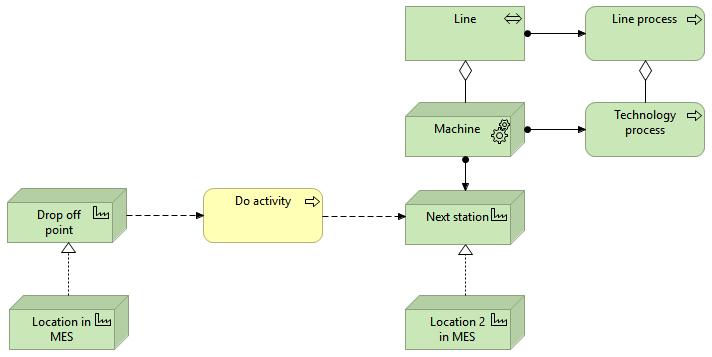 Line
Line process
Machine
Technology
process
Drop off
point
Do activity
Next station
Location in
MES
Location 2
in MES